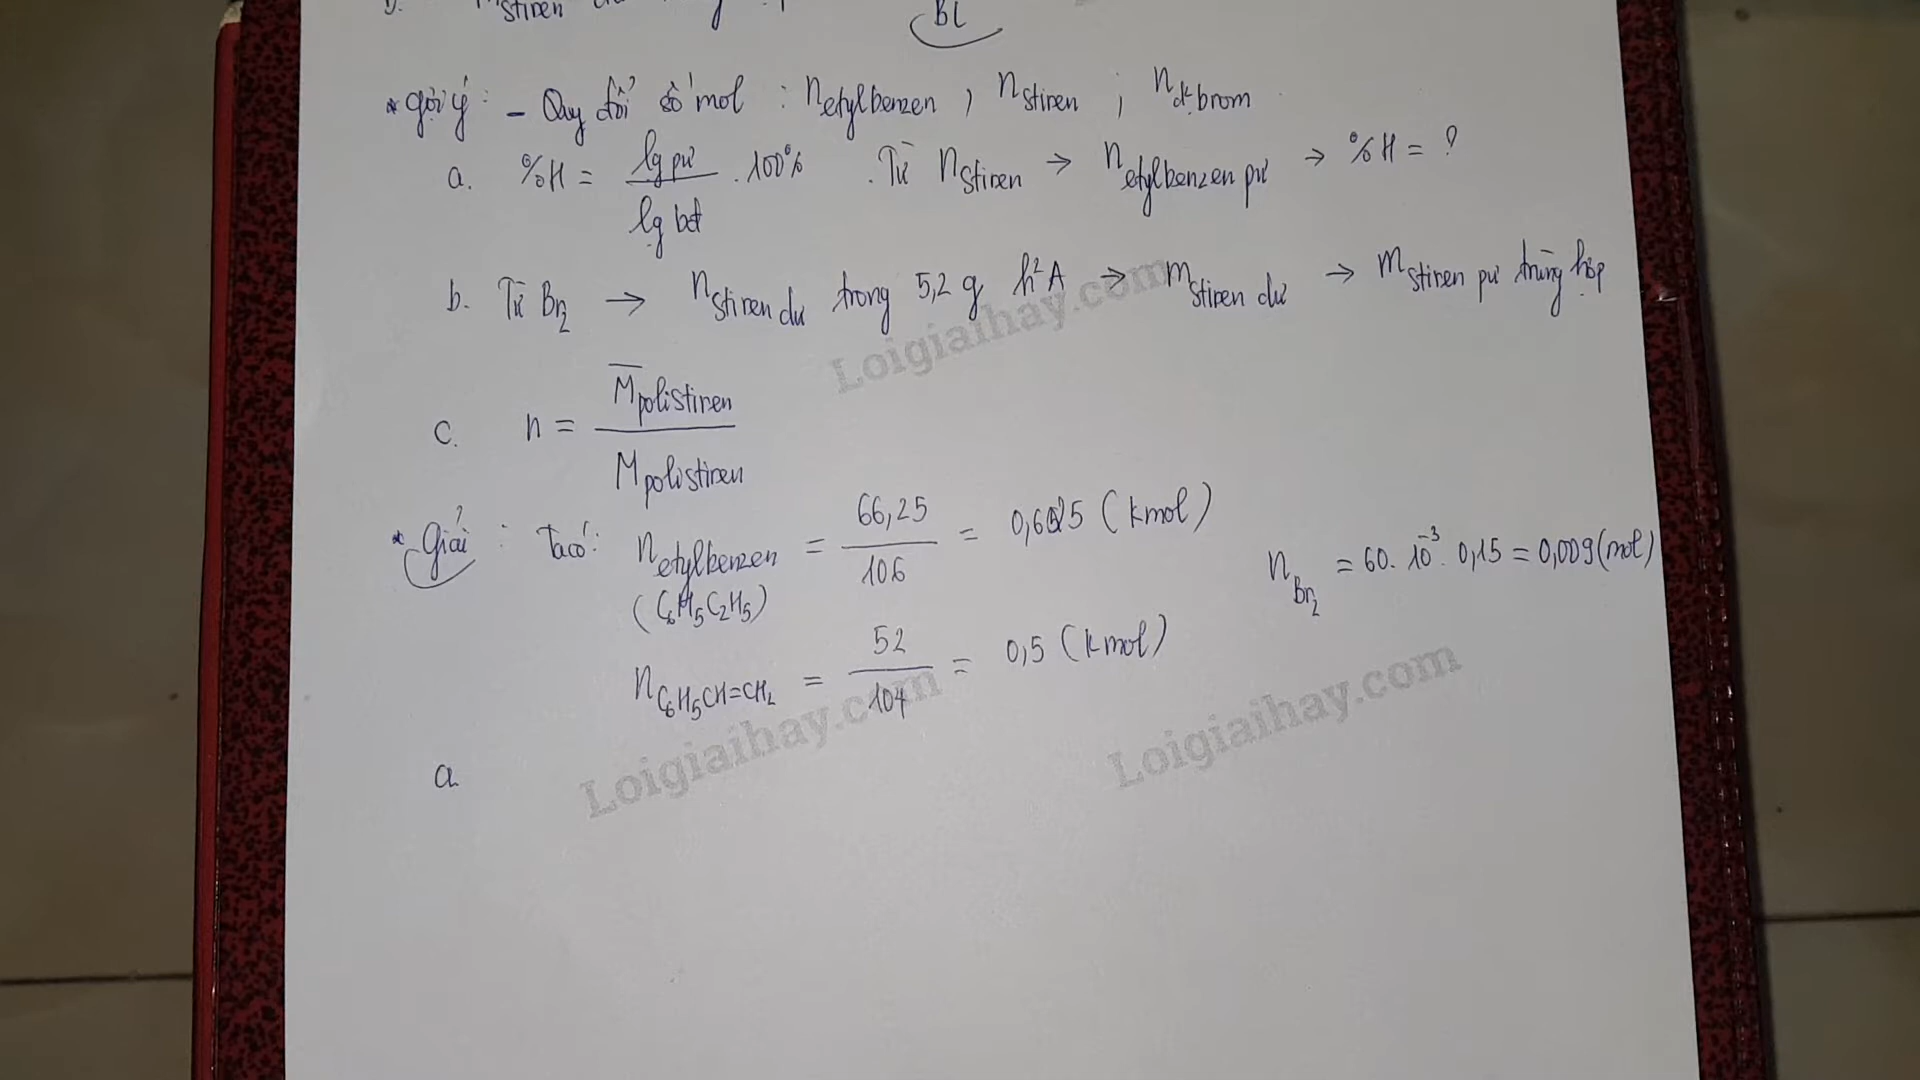 Stiren
BL
* Gợi ý : - Quy đổi số mol : n etylbenzen , n stiren ; n dd brom
a. %H = lg pư / lg bđ . 100% . Từ n stiren → n etylbenzen pư → %H = ?
b. Từ Br2 → n stiren dư trong 5,2 g h² A → m stiren dư → m stiren pư trùng hợp
Loigiaihay.com
c. n = M̅ polistiren / M polistiren
* Giải : Ta có : n etylbenzen = 66,25 / 106 = 0,625 (kmol) n Br2 = 60. 10⁻³. 0,15 = 0,009 (mol)
(C6H5C2H5)
n C6H5CH=CH2 = 52 / 104 = 0,5 (kmol)
Loigiaihay.com
Loigiaihay.com
a.